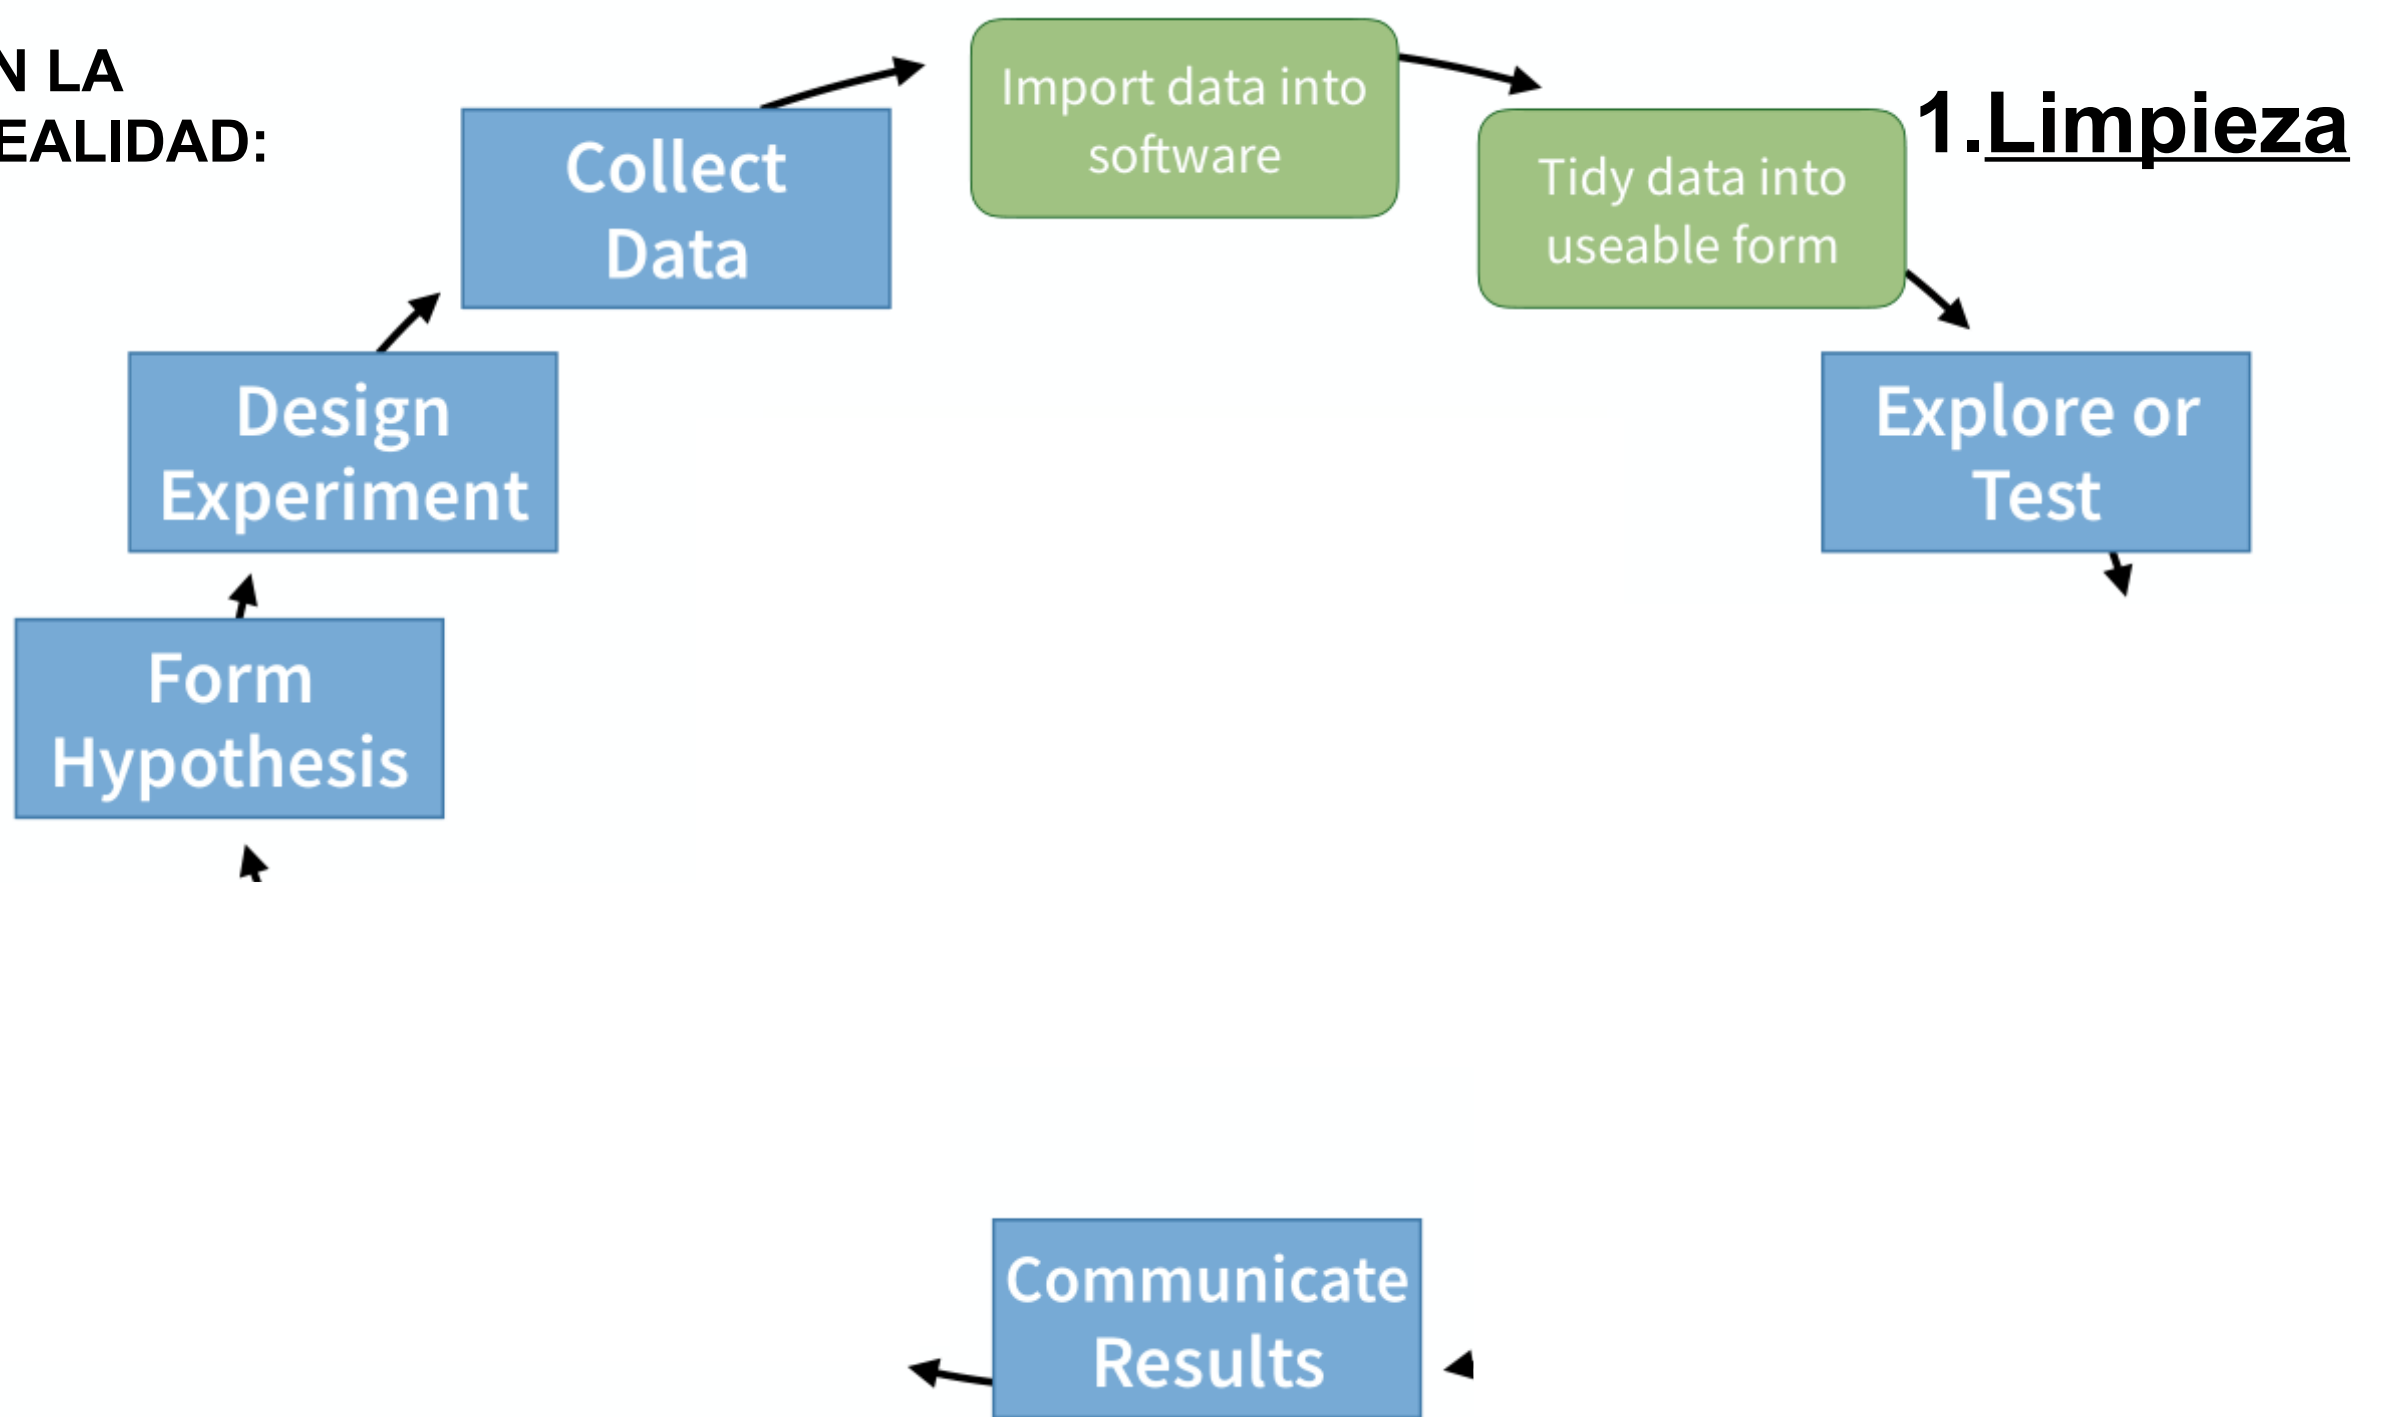 N LA
EALIDAD:
Collect
Data
Import data into
software
Tidy data into
useable form
1.Limpieza
Design
Experiment
Explore or
Test
Form
Hypothesis
Communicate
Results